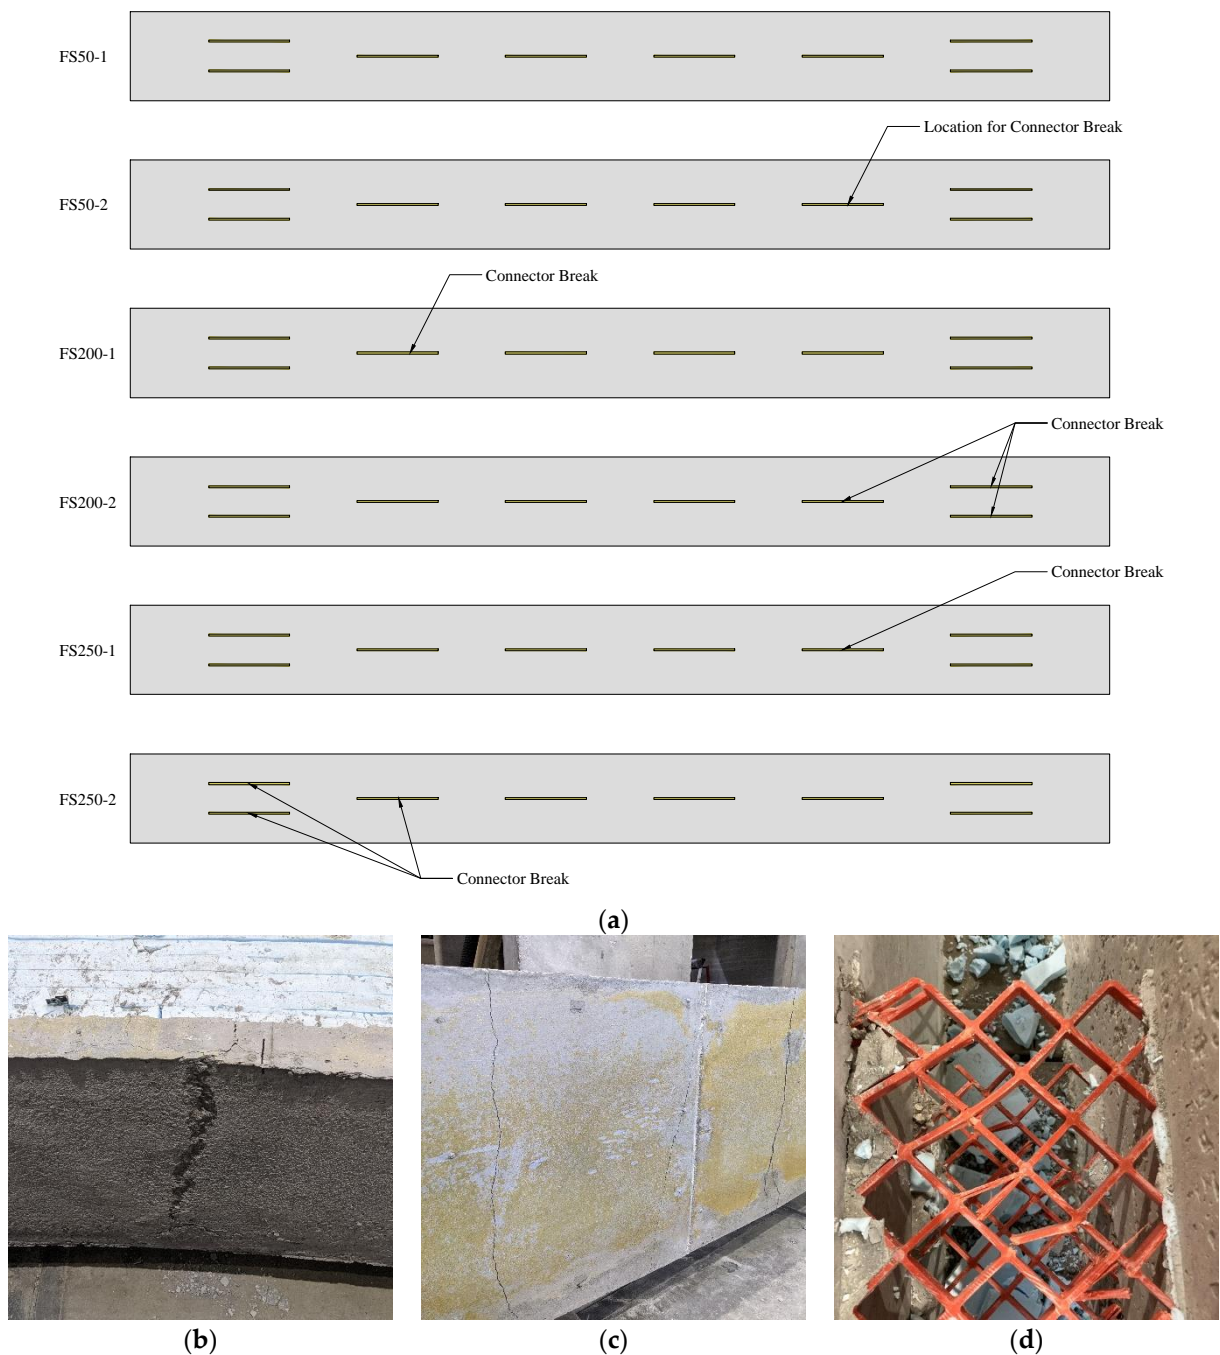 FS50-1
Location for Connector Break
FS50-2
Connector Break
FS200-1
Connector Break
FS200-2
Connector Break
FS250-1
FS250-2
Connector Break
(a)
(b) (c) (d)